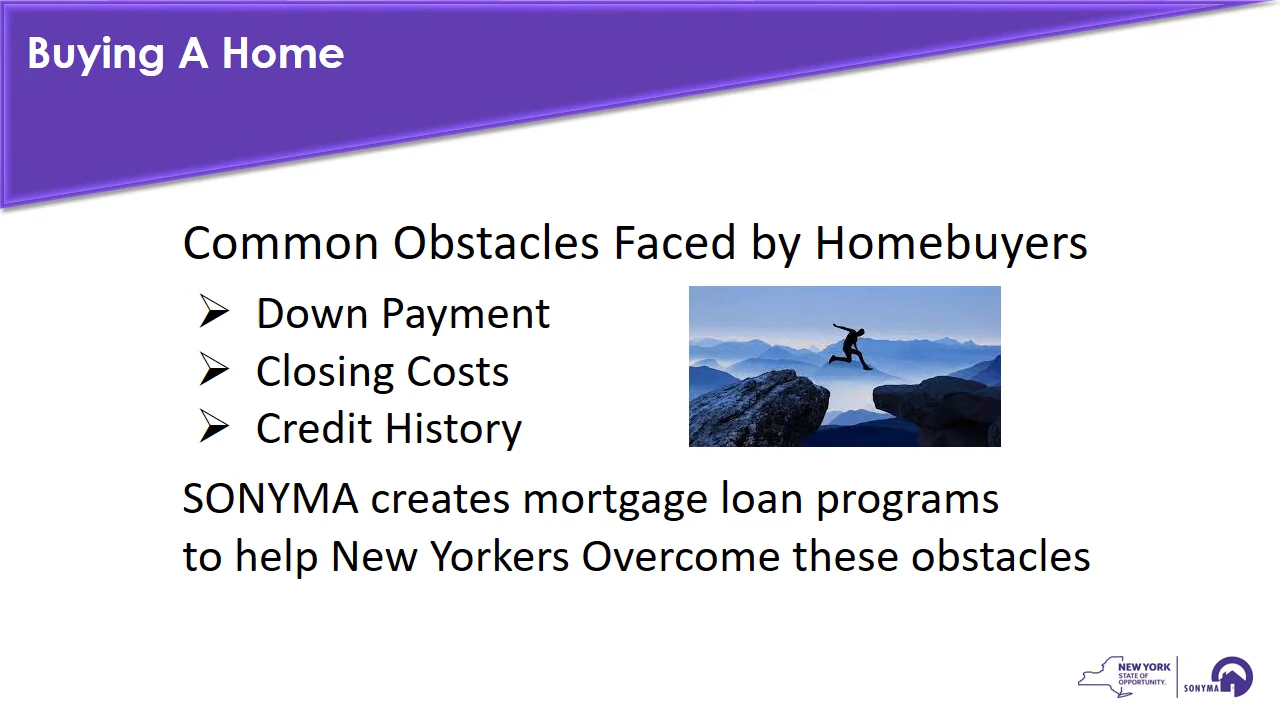 Buying A Home
Common Obstacles Faced by Homebuyers
Down Payment
Closing Costs
Credit History
SONYMA creates mortgage loan programs
to help New Yorkers Overcome these obstacles
NEW YORK
STATE OF
OPPORTUNITY.
SONYMA